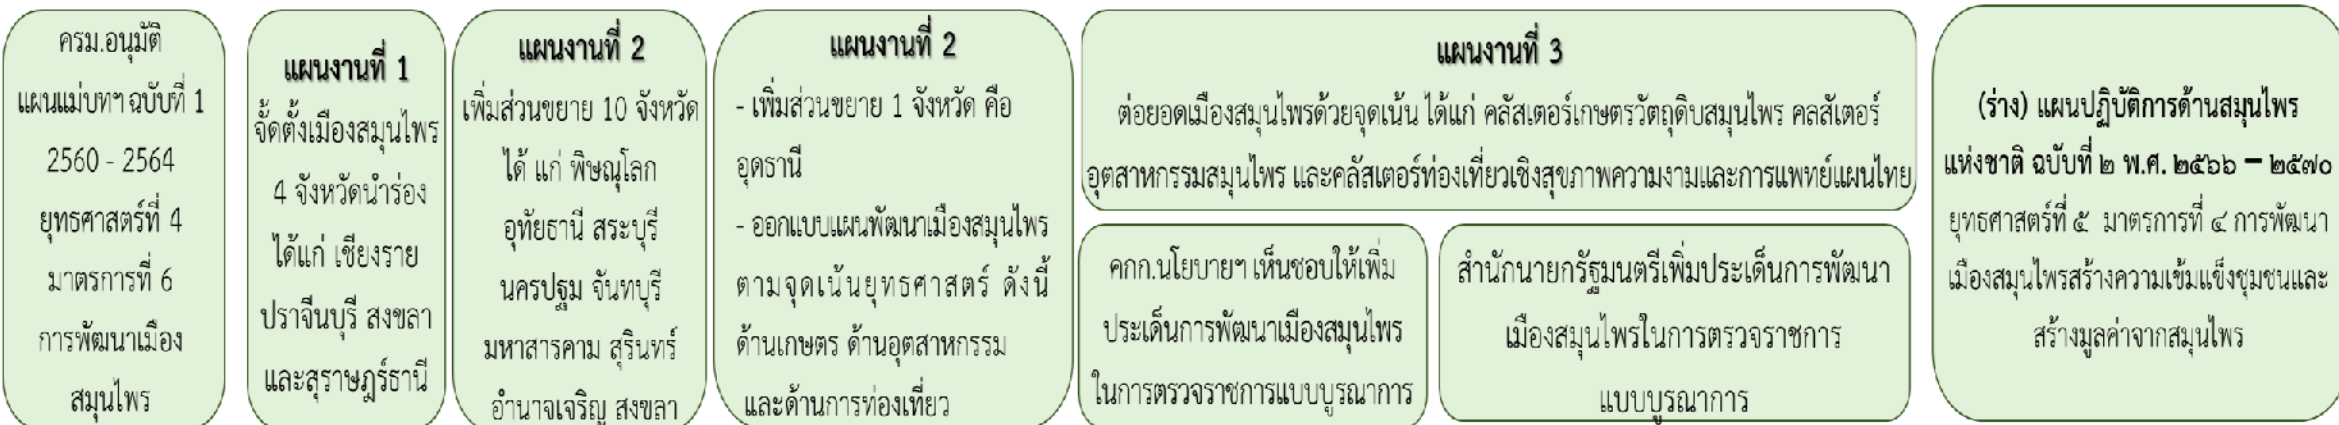 ครม.อนุมัติ
แผนแม่บทฯ ฉบับที่ 1
2560 - 2564
ยุทธศาสตร์ที่ 4
มาตรการที่ 6
การพัฒนาเมือง
สมุนไพร
แผนงานที่ 1
จั้ดตั้งเมืองสมุนไพร
4 จังหวัดนำร่อง
ได้แก่ เชียงราย
ปราจีนบุรี สงขลา
และสุราษฎร์ธานี
แผนงานที่ 2
เพิ่มส่วนขยาย 10 จังหวัด
ได้ แก่ พิษณุโลก
อุทัยธานี สระบุรี
นครปฐม จันทบุรี
มหาสารคาม สุรินทร์
อำนาจเจริญ สงขลา
แผนงานที่ 2
- เพิ่มส่วนขยาย 1 จังหวัด คือ
อุดรธานี
- ออกแบบแผนพัฒนาเมืองสมุนไพร
ตามจุดเน้นยุทธศาสตร์ ดังนี้
ด้านเกษตร ด้านอุตสาหกรรม
และด้านการท่องเที่ยว
แผนงานที่ 3
ต่อยอดเมืองสมุนไพรด้วยจุดเน้น ได้แก่ คลัสเตอร์เกษตรวัตถุดิบสมุนไพร คลสัเตอร์
อุตสาหกรรมสมุนไพร และคลัสเตอร์ท่องเที่ยวเชิงสุขภาพความงามและการแพทย์แผนไทย
คกก.นโยบายฯ เห็นชอบให้เพิ่ม
ประเด็นการพัฒนาเมืองสมุนไพร
ในการตรวจราชการแบบบูรณาการ
สำนักนายกรัฐมนตรีเพิ่มประเด็นการพัฒนา
เมืองสมุนไพรในการตรวจราชการ
แบบบูรณาการ
(ร่าง) แผนปฏิบัติการด้านสมุนไพร
แห่งชาติ ฉบับที่ ๒ พ.ศ. ๒๕๖๖ – ๒๕๗๐
ยุทธศาสตร์ที่ ๕ มาตรการที่ ๔ การพัฒนา
เมืองสมุนไพรสร้างความเข้มแข็งชุมชนและ
สร้างมูลค่าจากสมุนไพร